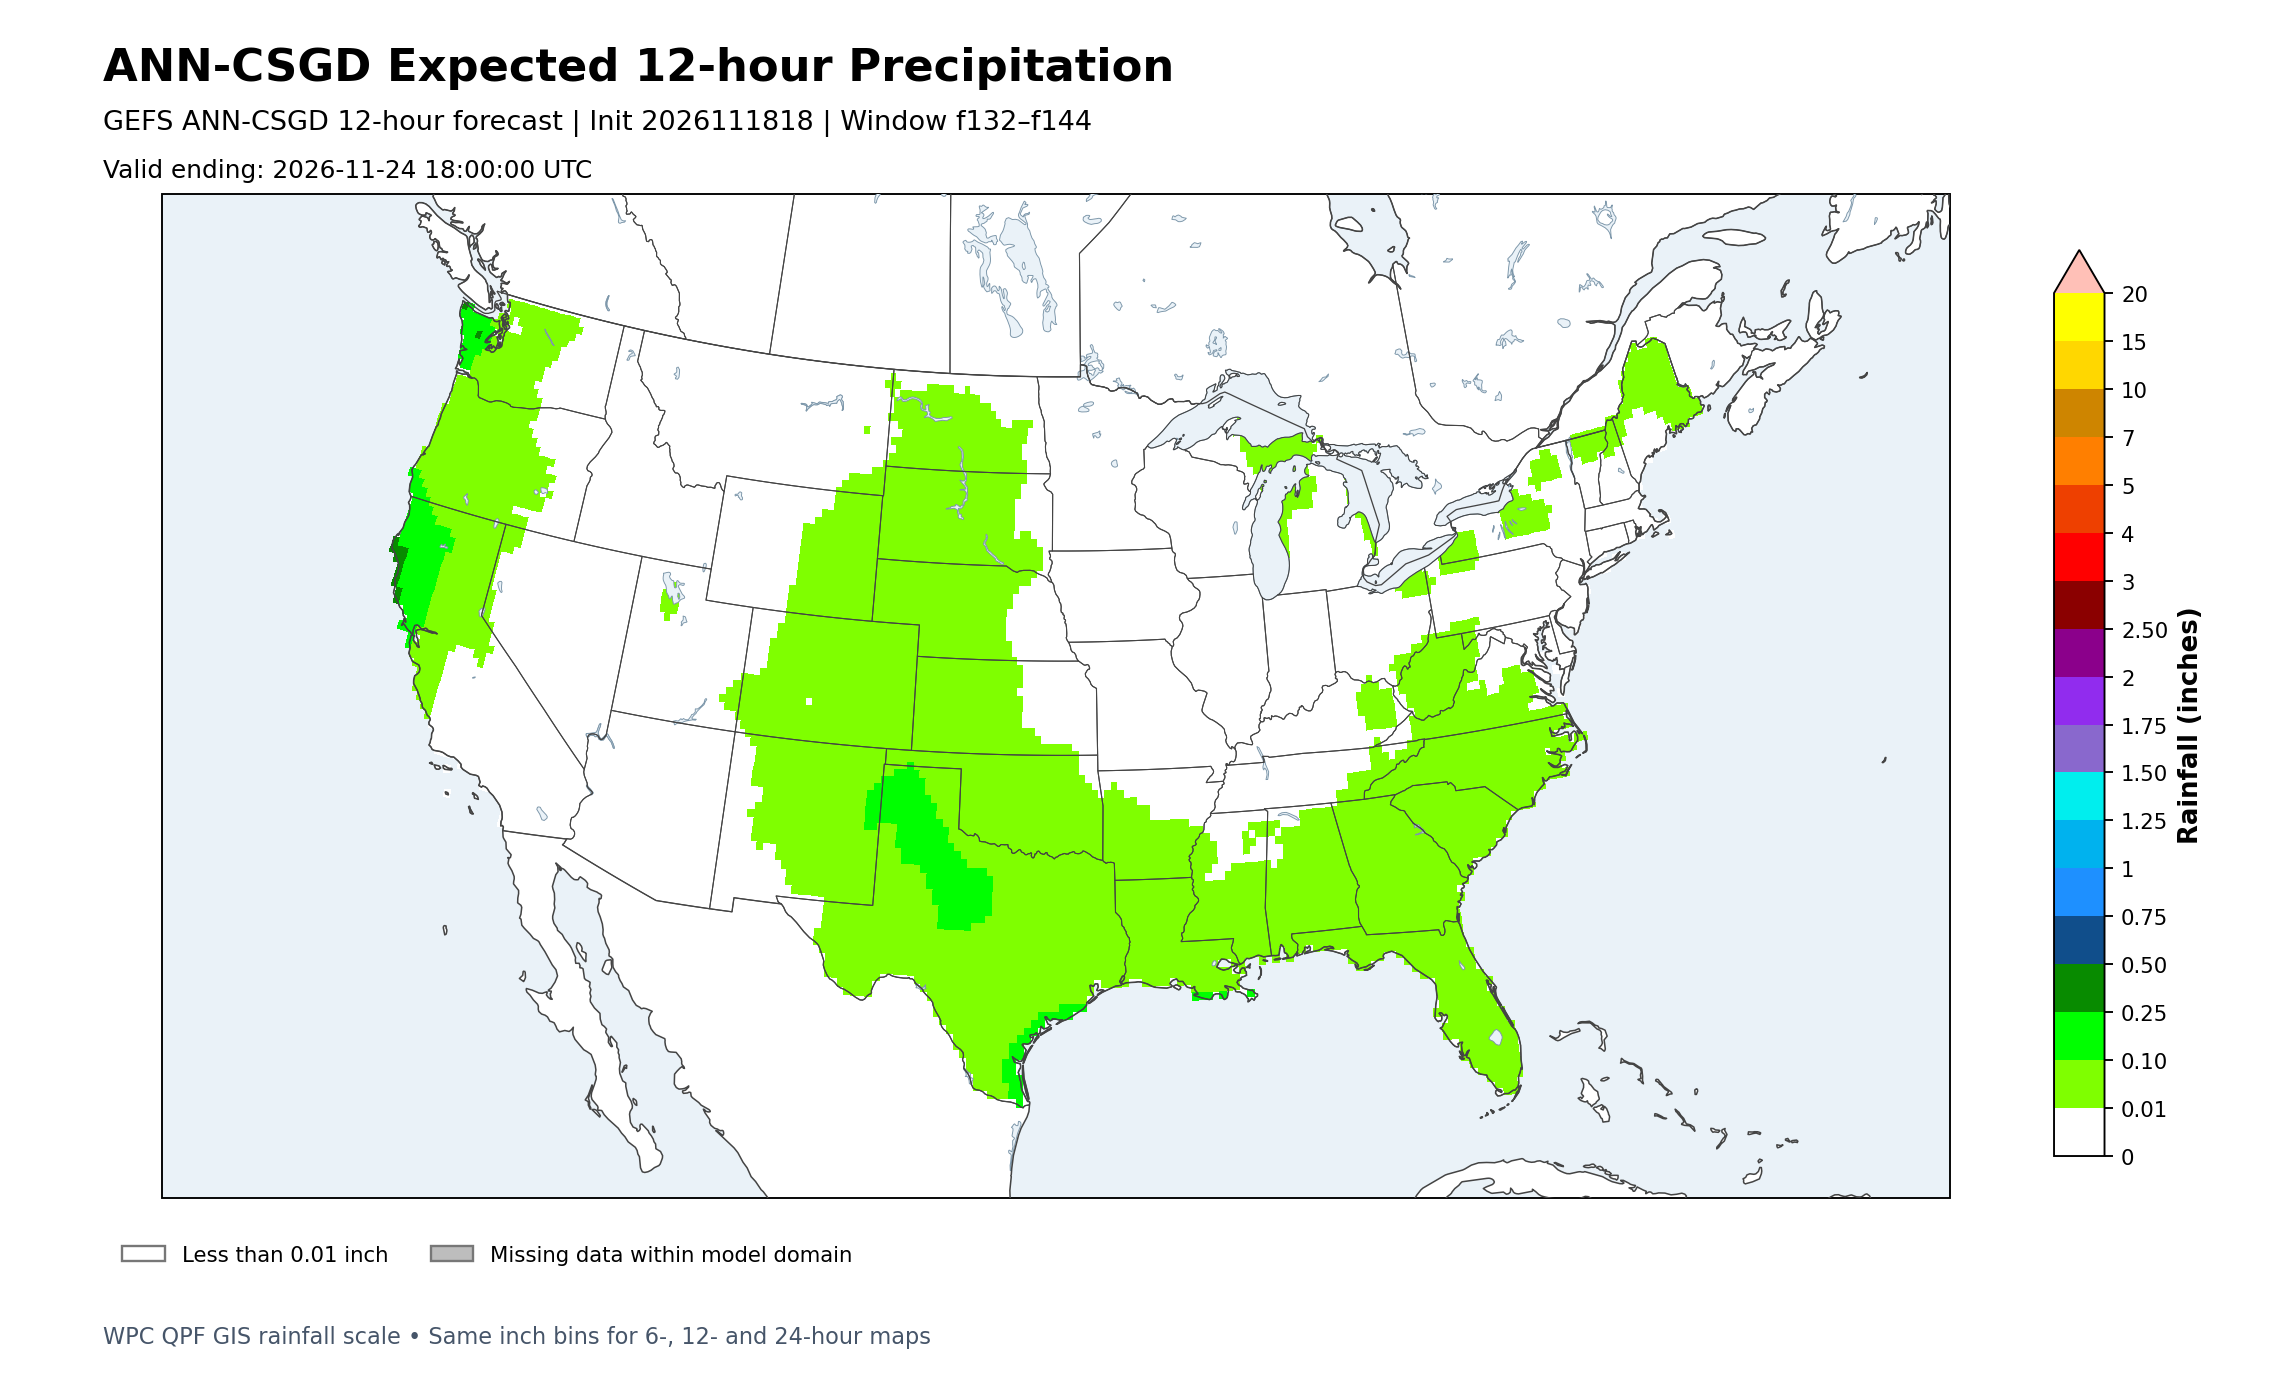 ANN-CSGD Expected 12-hour Precipitation
GEFS ANN-CSGD 12-hour forecast | Init 2026111818 | Window f132–f144
Valid ending: 2026-11-24 18:00:00 UTC
20
15
10
7
5
4
3
2.50
2
1.75
1.50
1.25
1
0.75
0.50
0.25
0.10
0.01
0
Rainfall (inches)
Less than 0.01 inch
Missing data within model domain
WPC QPF GIS rainfall scale • Same inch bins for 6-, 12- and 24-hour maps